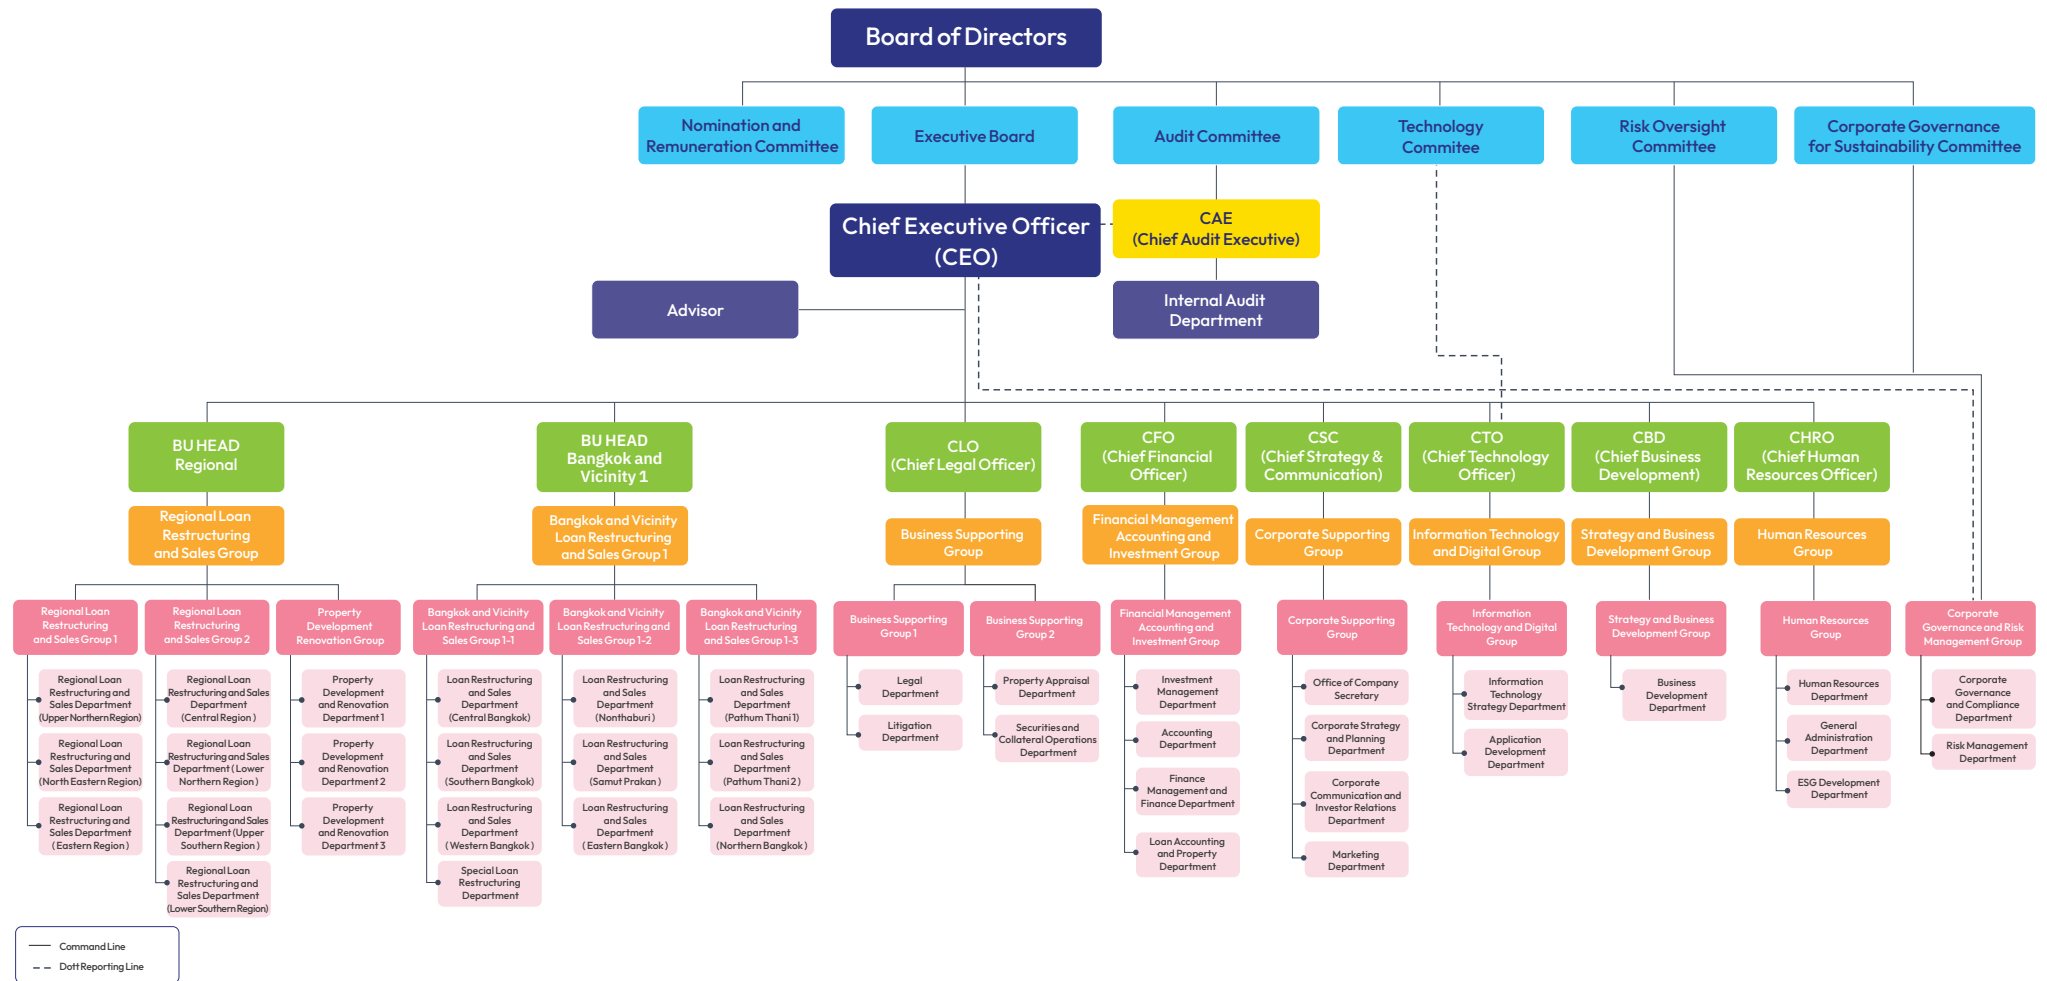 Board of Directors
Nomination and
Remuneration Committee
Executive Board
Audit Committee
Technology
Commitee
Risk Oversight
Committee
Corporate Governance
for Sustainability Committee
Chief Executive Officer
(CEO)
CAE
(Chief Audit Executive)
Advisor
Internal Audit
Department
BU HEAD
Regional
BU HEAD
Bangkok and
Vicinity 1
CLO
(Chief Legal Officer)
CFO
(Chief Financial
Officer)
CSC
(Chief Strategy &
Communication)
CTO
(Chief Technology
Officer)
CBD
(Chief Business
Development)
CHRO
(Chief Human
Resources Officer)
Regional Loan
Restructuring
and Sales Group
Bangkok and Vicinity
Loan Restructuring
and Sales Group 1
Business Supporting
Group
Financial Management
Accounting and
Investment Group
Corporate Supporting
Group
Information Technology
and Digital Group
Strategy and Business
Development Group
Human Resources
Group
Regional Loan
Restructuring
and Sales Group 1
Regional Loan
Restructuring
and Sales Group 2
Property
Development
Renovation Group
Bangkok and Vicinity
Loan Restructuring and
Sales Group 1-1
Bangkok and Vicinity
Loan Restructuring and
Sales Group 1-2
Bangkok and Vicinity
Loan Restructuring
and Sales Group 1-3
Business Supporting
Group 1
Business Supporting
Group 2
Financial Management
Accounting and
Investment Group
Corporate Supporting
Group
Information
Technology and Digital
Group
Strategy and Business
Development Group
Human Resources
Group
Corporate
Governance and Risk
Management Group
Regional Loan
Restructuring and
Sales Department
(Upper Northern Region)
Regional Loan
Restructuring and
Sales Department
(North Eastern Region)
Regional Loan
Restructuring and
Sales Department
( Eastern Region )
Regional Loan
Restructuring and Sales
Department
(Central Region )
Regional Loan
Restructuring and Sales
Department ( Lower
Northern Region )
Regional Loan
Restructuring and Sales
Department (Upper
Southern Region )
Regional Loan
Restructuring and
Sales Department
(Lower Southern Region)
Property
Development
and Renovation
Department 1
Property
Development
and Renovation
Department 2
Property
Development
and Renovation
Department 3
Loan Restructuring
and Sales
Department
(Central Bangkok)
Loan Restructuring
and Sales
Department
(Southern Bangkok)
Loan Restructuring
and Sales
Department
( Western Bangkok )
Special Loan
Restructuring
Department
Loan Restructuring
and Sales
Department
(Nonthaburi )
Loan Restructuring
and Sales
Department
(Samut Prakan )
Loan Restructuring
and Sales
Department
( Eastern Bangkok )
Loan Restructuring
and Sales
Department
(Pathum Thani 1)
Loan Restructuring
and Sales
Department
(Pathum Thani 2 )
Loan Restructuring
and Sales
Department
(Northern Bangkok )
Legal
Department
Litigation
Department
Property Appraisal
Department
Securities and
Collateral Operations
Department
Investment
Management
Department
Accounting
Department
Finance
Management and
Finance Department
Loan Accounting
and Property
Department
Office of Company
Secretary
Corporate Strategy
and Planning
Department
Corporate
Communication and
Investor Relations
Department
Marketing
Department
Information
Technology
Strategy Department
Application
Development
Department
Business
Development
Department
Human Resources
Department
General
Administration
Department
ESG Development
Department
Corporate
Governance
and Compliance
Department
Risk Management
Department
Command Line
Dott Reporting Line